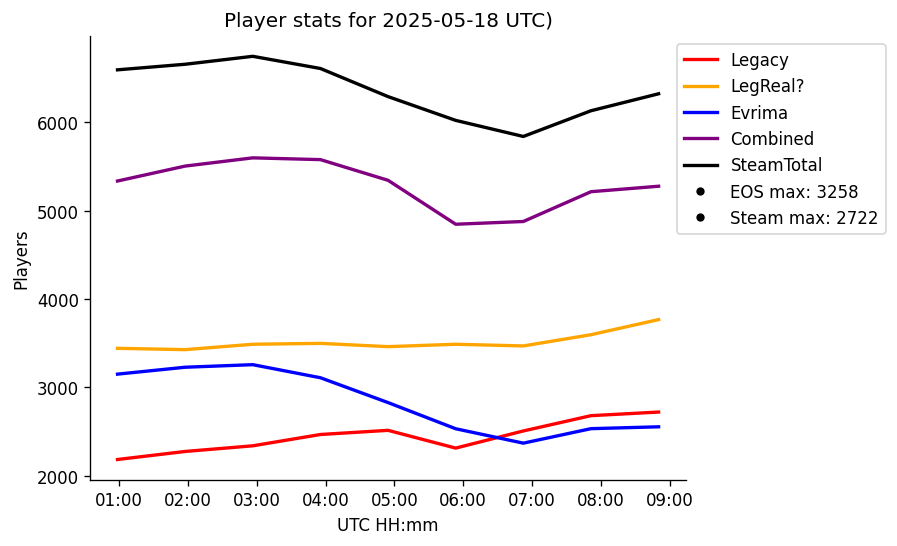 Player stats for 2025-05-18 UTC)
Legacy
LegReal?
Evrima
Combined
SteamTotal
EOS max: 3258
Steam max: 2722
Players
6000
5000
4000
3000
2000
01:00 02:00 03:00 04:00 05:00 06:00 07:00 08:00 09:00
UTC HH:mm